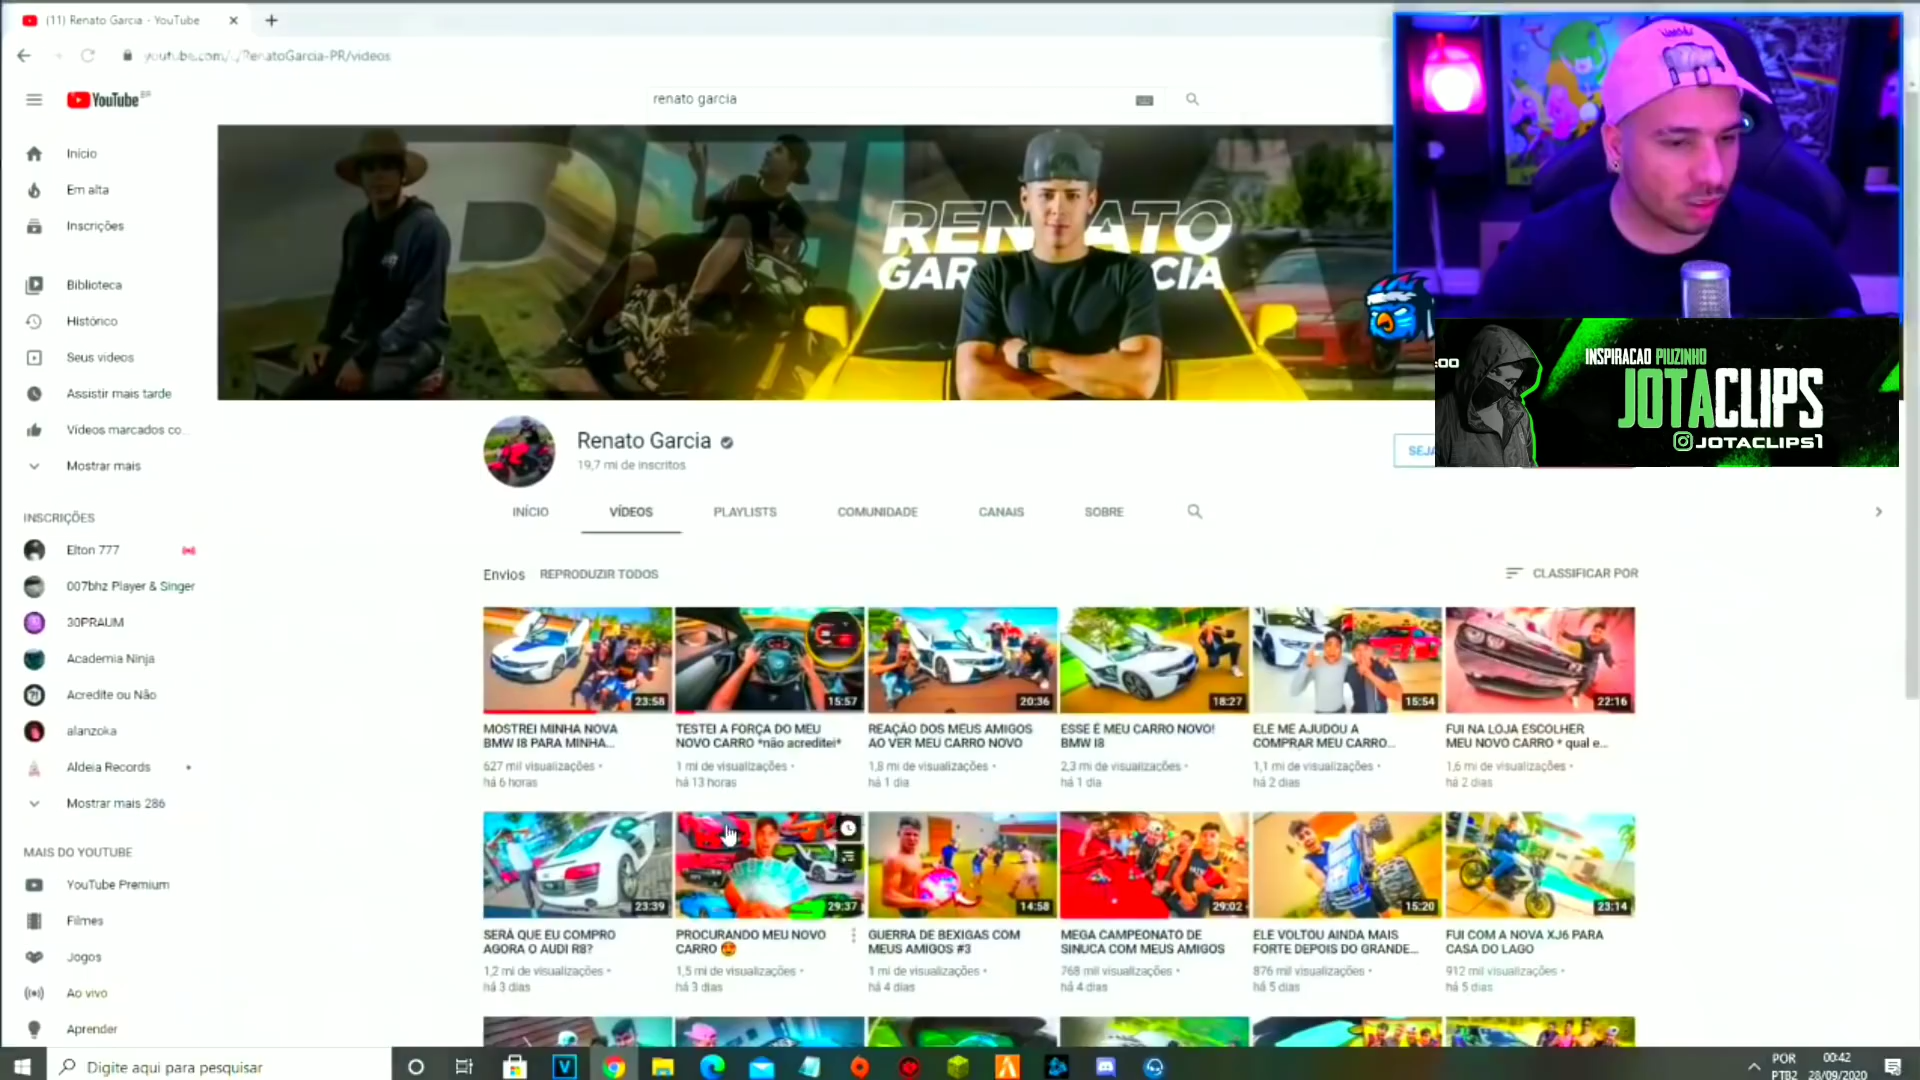 (11) Renato Garcia - YouTube
youtube.com/c/RenatoGarcia-PR/videos
YouTube BR
renato garcia
RENATO
GARCIA
Início
Em alta
Inscrições
Biblioteca
Histórico
Seus vídeos
Assistir mais tarde
Vídeos marcados co...
Mostrar mais
INSCRIÇÕES
Elton 777
007bhz Player & Singer
30PRAUM
Academia Ninja
Acredite ou Não
alanzoka
Aldeia Records
Mostrar mais 286
MAIS DO YOUTUBE
YouTube Premium
Filmes
Jogos
Ao vivo
Aprender
:00
INSPIRACAO PIUZINHO
JOTACLIPS
JOTACLIPS1
Renato Garcia
19,7 mi de inscritos
SEJA
INÍCIO
VÍDEOS
PLAYLISTS
COMUNIDADE
CANAIS
SOBRE
Envios
REPRODUZIR TODOS
CLASSIFICAR POR
23:58
15:57
20:36
18:27
15:54
22:16
MOSTREI MINHA NOVA
BMW I8 PARA MINHA...
627 mil visualizações •
há 6 horas
TESTEI A FORÇA DO MEU
NOVO CARRO *não acreditei*
1 mi de visualizações •
há 13 horas
REAÇÃO DOS MEUS AMIGOS
AO VER MEU CARRO NOVO
1,8 mi de visualizações •
há 1 dia
ESSE É MEU CARRO NOVO!
BMW I8
2,3 mi de visualizações •
há 1 dia
ELE ME AJUDOU A
COMPRAR MEU CARRO...
1,1 mi de visualizações •
há 2 dias
FUI NA LOJA ESCOLHER
MEU NOVO CARRO * qual e...
1,6 mi de visualizações •
há 2 dias
23:39
29:37
14:58
29:02
15:20
23:14
SERÁ QUE EU COMPRO
AGORA O AUDI R8?
1,2 mi de visualizações •
há 3 dias
PROCURANDO MEU NOVO
CARRO 😍
1,5 mi de visualizações •
há 3 dias
GUERRA DE BEXIGAS COM
MEUS AMIGOS #3
1 mi de visualizações •
há 4 dias
MEGA CAMPEONATO DE
SINUCA COM MEUS AMIGOS
768 mil visualizações •
há 4 dias
ELE VOLTOU AINDA MAIS
FORTE DEPOIS DO GRANDE...
876 mil visualizações •
há 5 dias
FUI COM A NOVA XJ6 PARA
CASA DO LAGO
912 mil visualizações •
há 5 dias
Digite aqui para pesquisar
POR
PTB2
00:42
28/09/2020